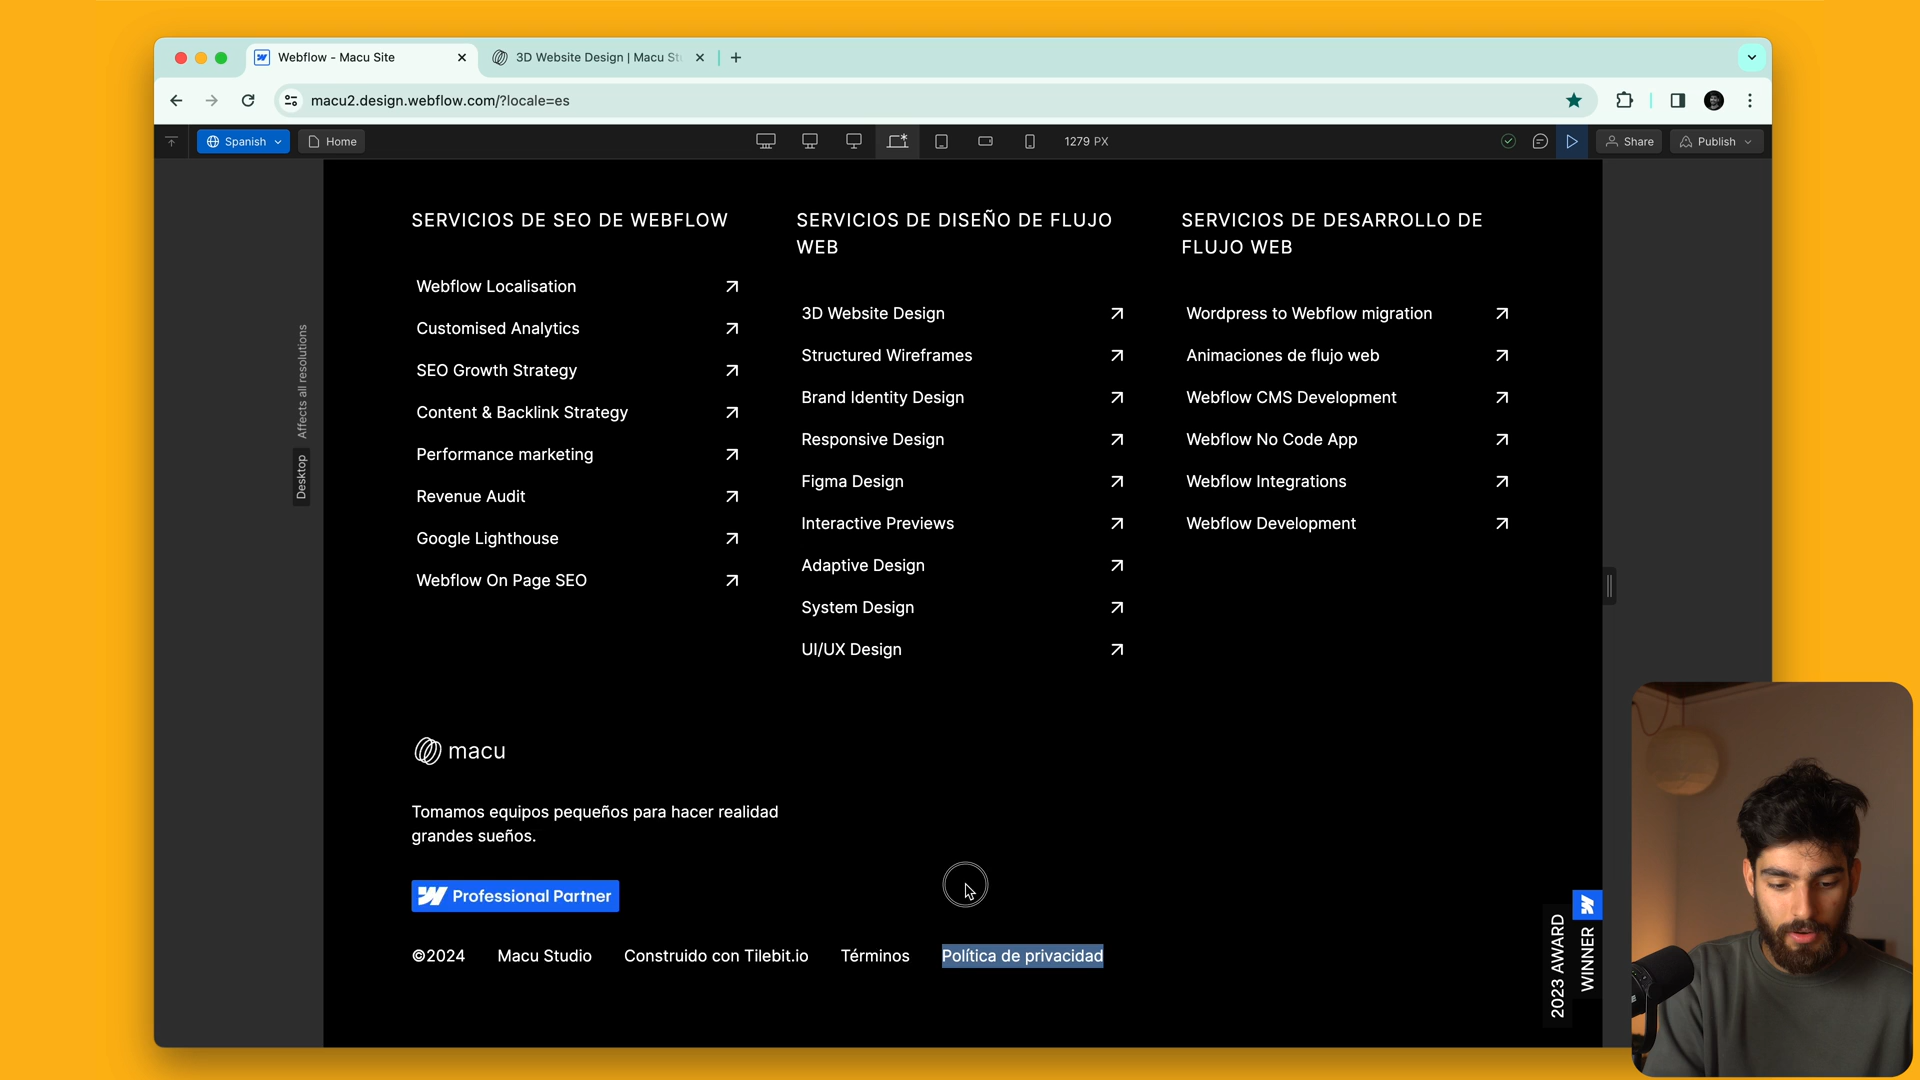 Webflow - Macu Site
3D Website Design | Macu St
macu2.design.webflow.com/?locale=es
Spanish
Home
1279 PX
Share
Publish
Affects all resolutions
Desktop
SERVICIOS DE SEO DE WEBFLOW
Webflow Localisation
Customised Analytics
SEO Growth Strategy
Content & Backlink Strategy
Performance marketing
Revenue Audit
Google Lighthouse
Webflow On Page SEO
SERVICIOS DE DISEÑO DE FLUJO
WEB
3D Website Design
Structured Wireframes
Brand Identity Design
Responsive Design
Figma Design
Interactive Previews
Adaptive Design
System Design
UI/UX Design
SERVICIOS DE DESARROLLO DE
FLUJO WEB
Wordpress to Webflow migration
Animaciones de flujo web
Webflow CMS Development
Webflow No Code App
Webflow Integrations
Webflow Development
macu
Tomamos equipos pequeños para hacer realidad
grandes sueños.
Professional Partner
©2024 Macu Studio Construido con Tilebit.io Términos Política de privacidad
2023 AWARD
WINNER